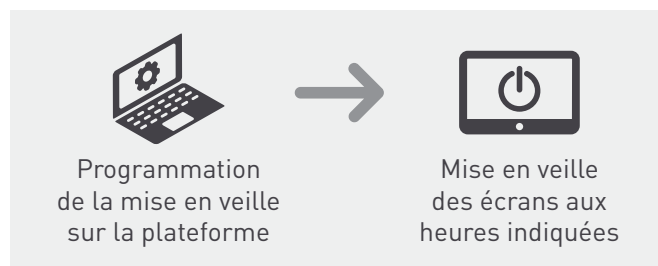 Programmation
de la mise en veille
sur la plateforme
Mise en veille
des écrans aux
heures indiquées